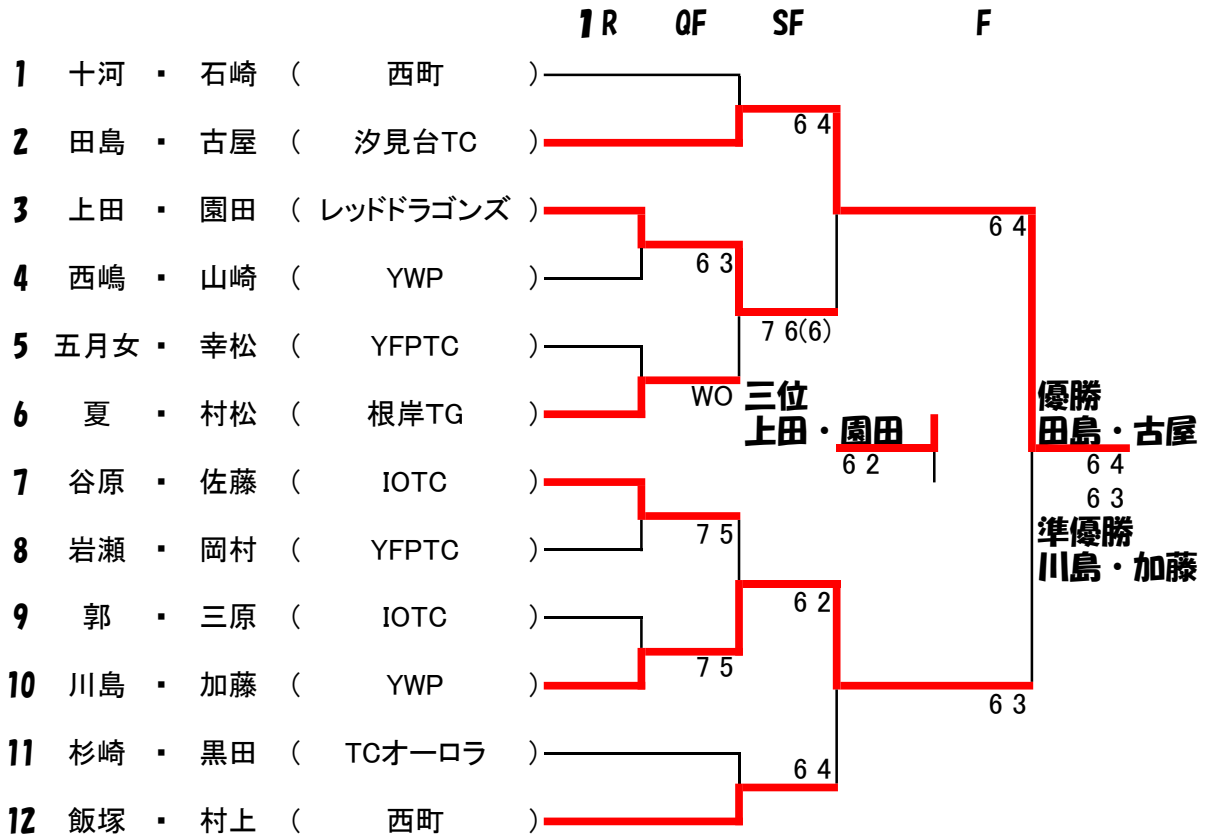 1R QF SF F
1 十河 ・ 石崎 ( 西町 )
6 4
2 田島 ・ 古屋 ( 汐見台TC )
3 上田 ・ 園田 ( レッドドラゴンズ )
6 4
6 3
4 西嶋 ・ 山崎 ( YWP )
7 6(6)
5 五月女 ・ 幸松 ( YFPTC )
WO 三位 優勝
6 夏 ・ 村松 ( 根岸TG )
上田・園田 田島・古屋
6 2 6 4
7 谷原 ・ 佐藤 ( IOTC )
6 3
7 5 準優勝
8 岩瀬 ・ 岡村 ( YFPTC )
川島・加藤
6 2
9 郭 ・ 三原 ( IOTC )
7 5
10 川島 ・ 加藤 ( YWP )
6 3
11 杉崎 ・ 黒田 ( TCオーロラ )
6 4
12 飯塚 ・ 村上 ( 西町 )